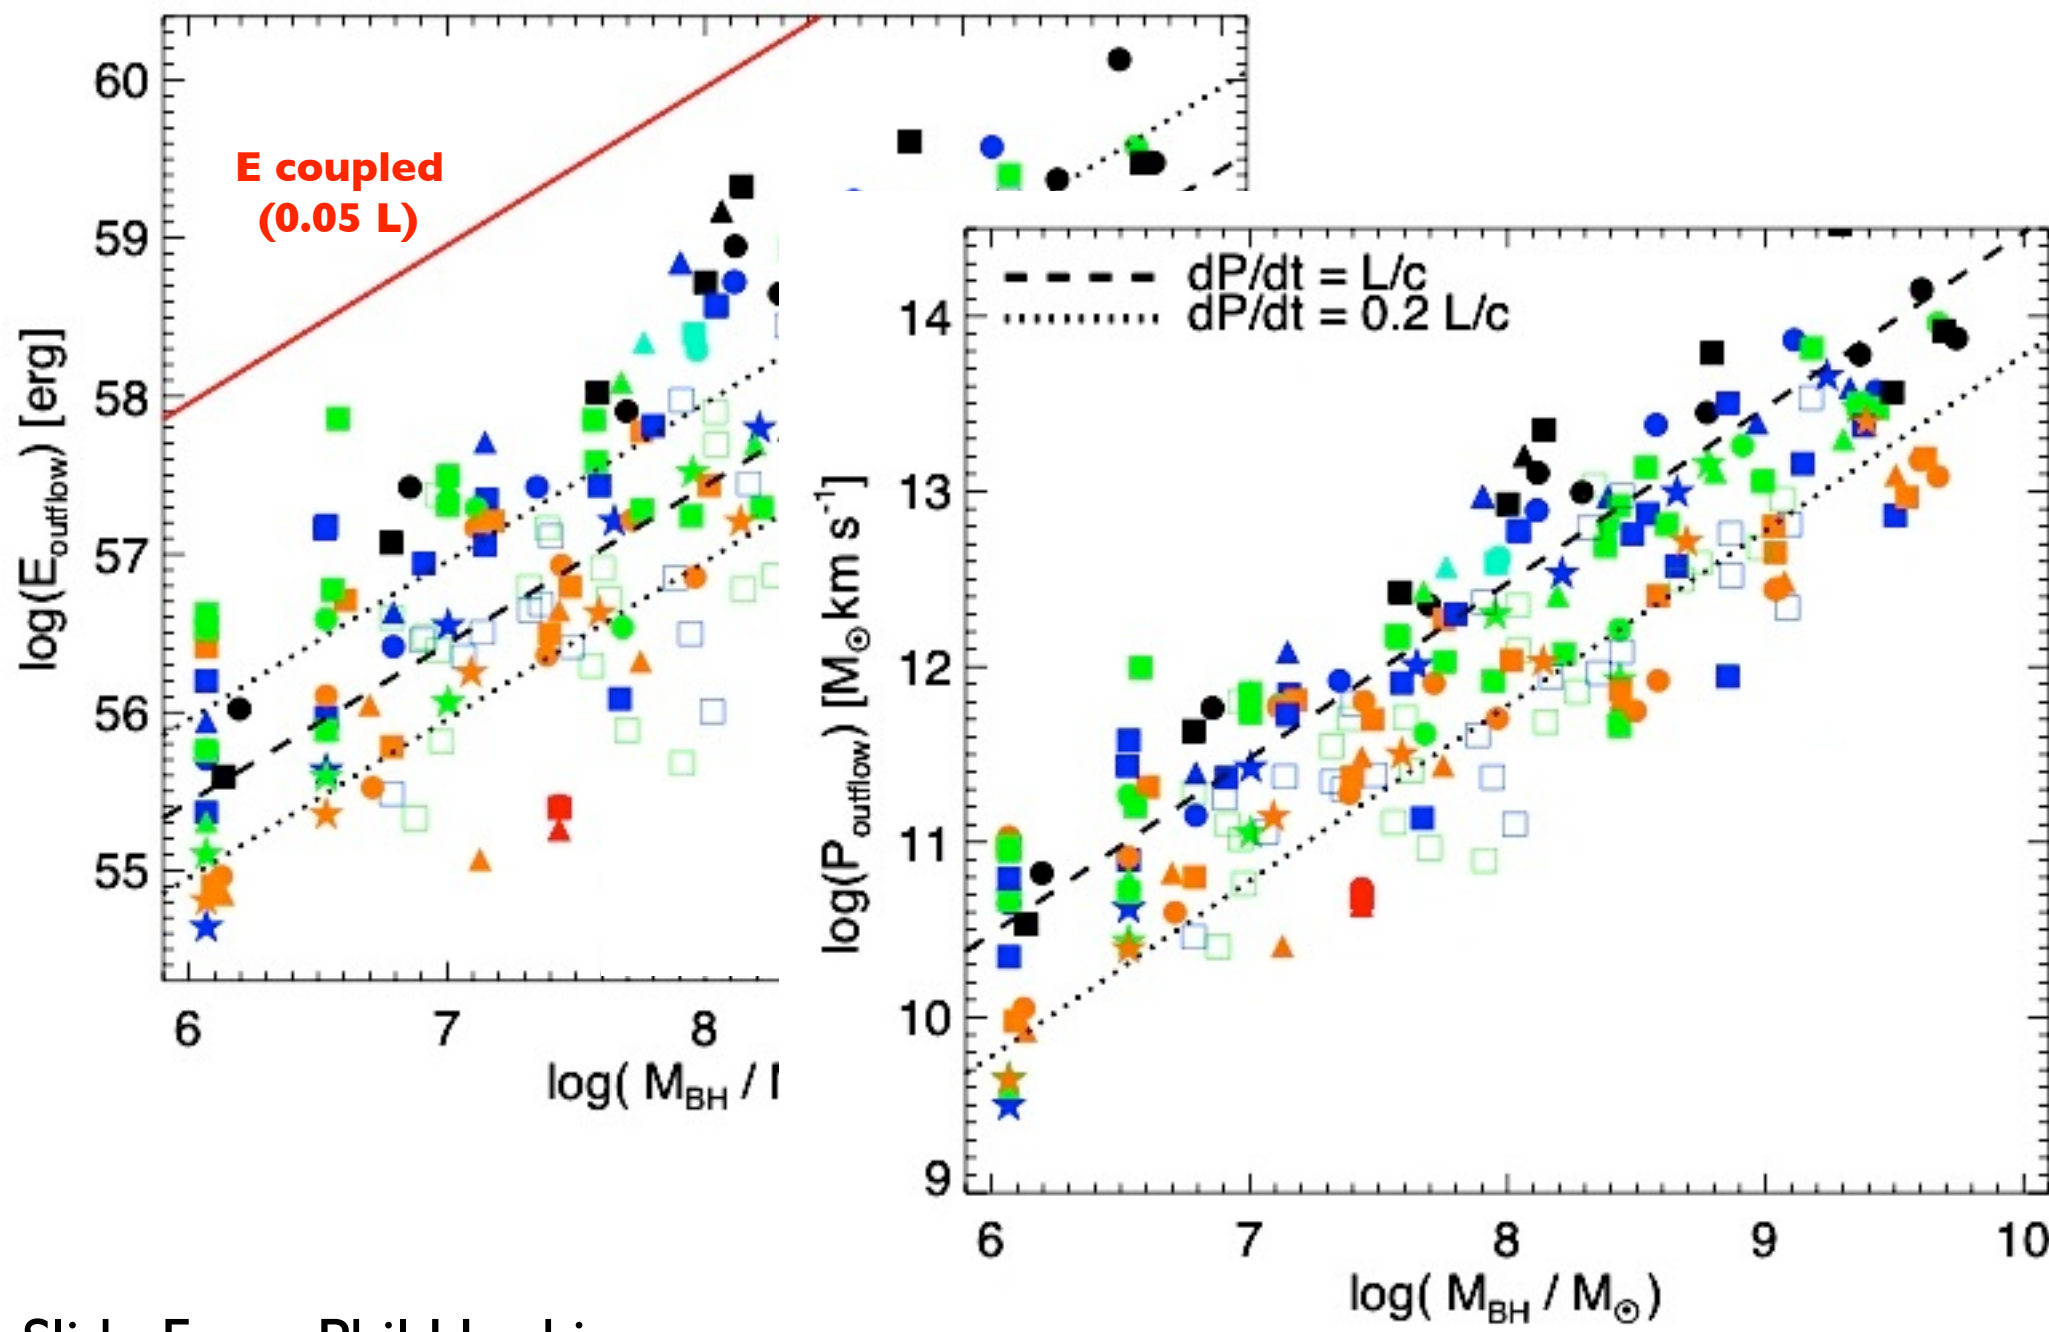 60
59
58
57
56
55
log(E_outflow) [erg]
E coupled
(0.05 L)
6 7 8
log( M_BH /
dP/dt = L/c
dP/dt = 0.2 L/c
14
13
12
11
10
9
log(P_outflow) [M_⊙ km s^-1]
6 7 8 9 10
log( M_BH / M_⊙)